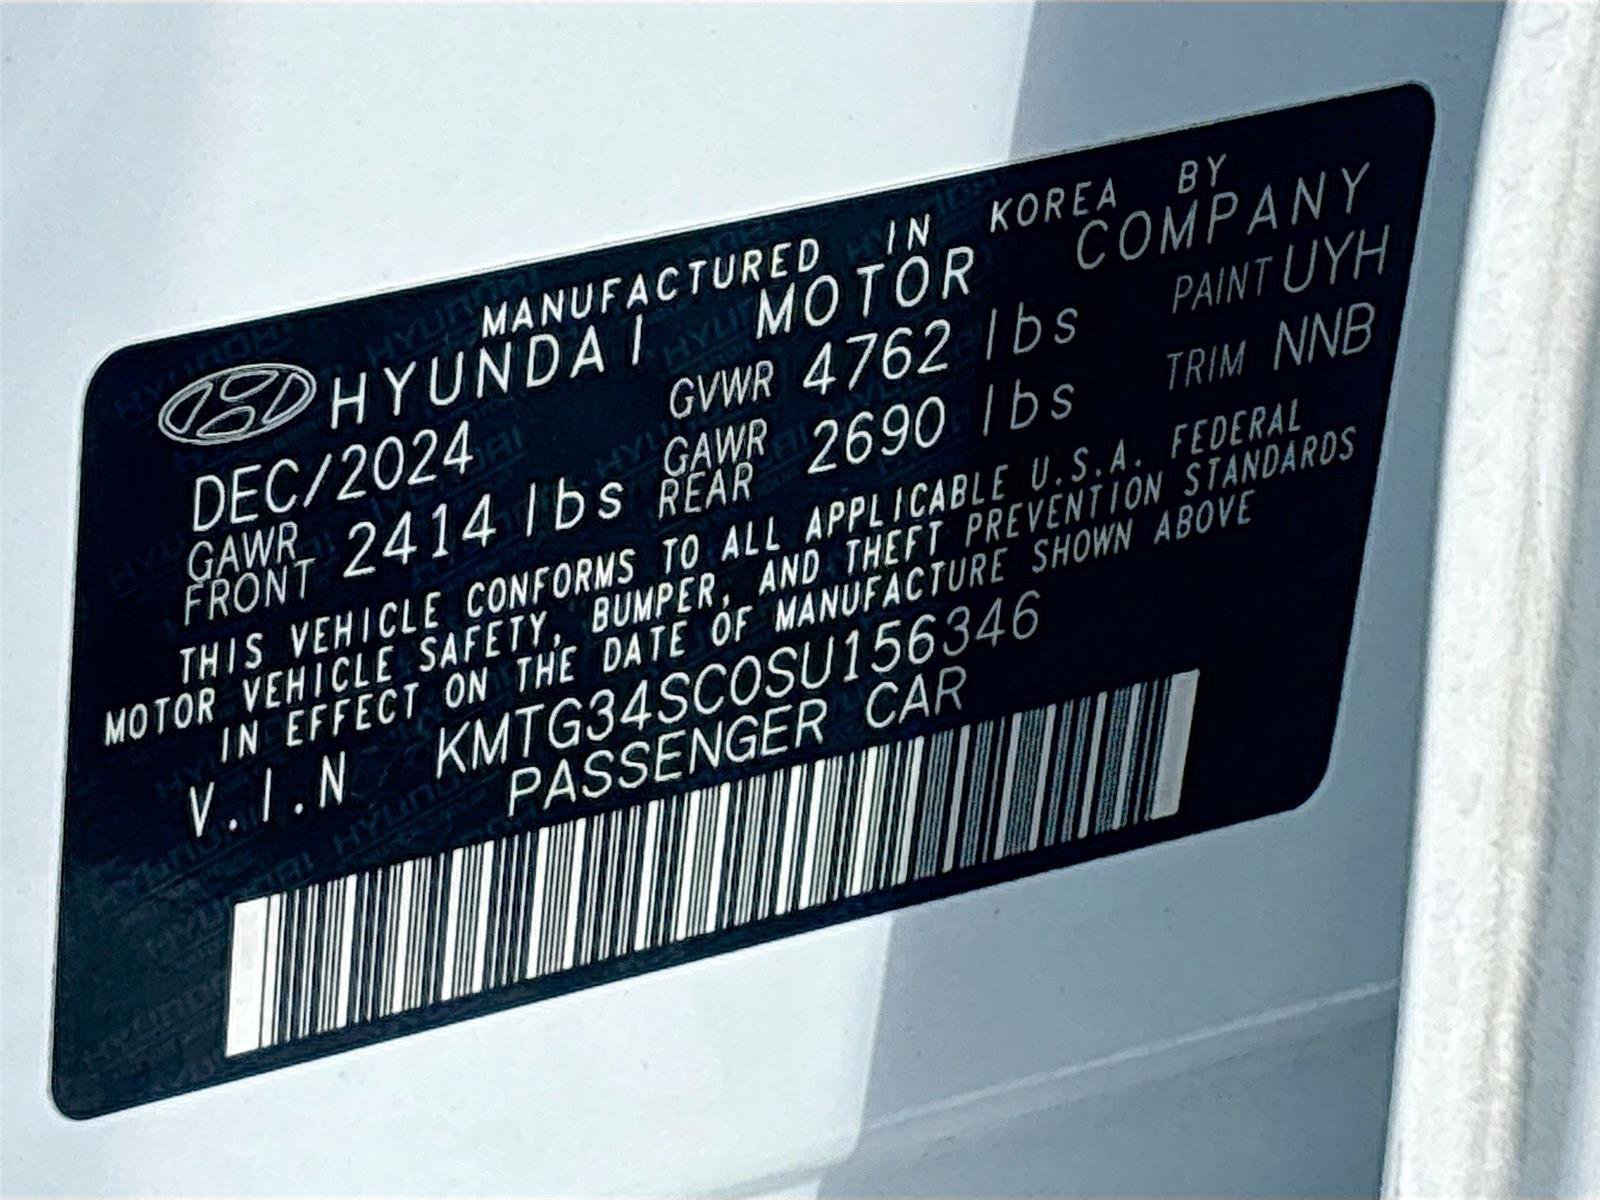 MANUFACTURED IN KOREA BY
HYUNDAI MOTOR COMPANY
DEC/2024 GVWR 4762 lbs PAINT UYH
GAWR FRONT 2414 lbs GAWR REAR 2690 lbs TRIM NNB
THIS VEHICLE CONFORMS TO ALL APPLICABLE U.S.A. FEDERAL
MOTOR VEHICLE SAFETY, BUMPER, AND THEFT PREVENTION STANDARDS
IN EFFECT ON THE DATE OF MANUFACTURE SHOWN ABOVE
V.I.N KMTG34SC0SU156346
PASSENGER CAR